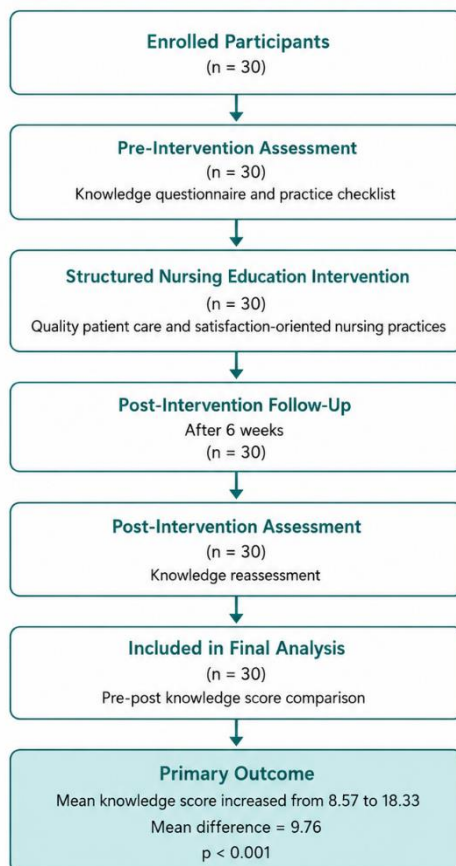 Enrolled Participants
(n = 30)
Pre-Intervention Assessment
(n = 30)
Knowledge questionnaire and practice checklist
Structured Nursing Education Intervention
(n = 30)
Quality patient care and satisfaction-oriented nursing practices
Post-Intervention Follow-Up
After 6 weeks
(n = 30)
Post-Intervention Assessment
(n = 30)
Knowledge reassessment
Included in Final Analysis
(n = 30)
Pre-post knowledge score comparison
Primary Outcome
Mean knowledge score increased from 8.57 to 18.33
Mean difference = 9.76
p < 0.001